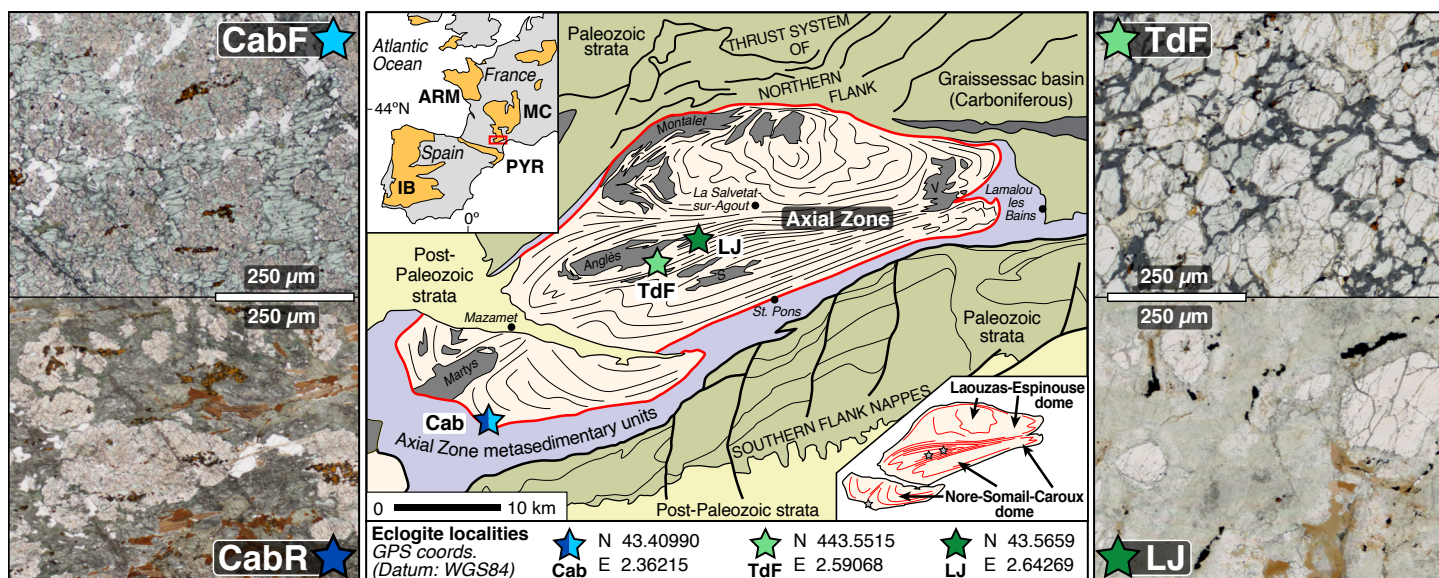 CabF
250 µm
250 µm
CabR
Atlantic
Ocean
France
ARM
44°N
MC
Spain
PYR
IB
0°
Paleozoic
strata
THRUST SYSTEM
OF
NORTHERN
FLANK
Graissessac basin
(Carboniferous)
Montalet
La Salvetat-
sur-Agout
V
Lamalou
les
Bains
Axial Zone
LJ
Anglès
S
TdF
Post-
Paleozoic
strata
Mazamet
St. Pons
Paleozoic
strata
Martys
Cab
Axial Zone metasedimentary units
SOUTHERN FLANK NAPPES
Laouzas-Espinouse
dome
Nore-Somail-Caroux
dome
0 10 km
Post-Paleozoic strata
Eclogite localities
GPS coords.
(Datum: WGS84)
Cab
N 43.40990
E 2.36215
TdF
N 443.5515
E 2.59068
LJ
N 43.5659
E 2.64269
TdF
250 µm
250 µm
LJ